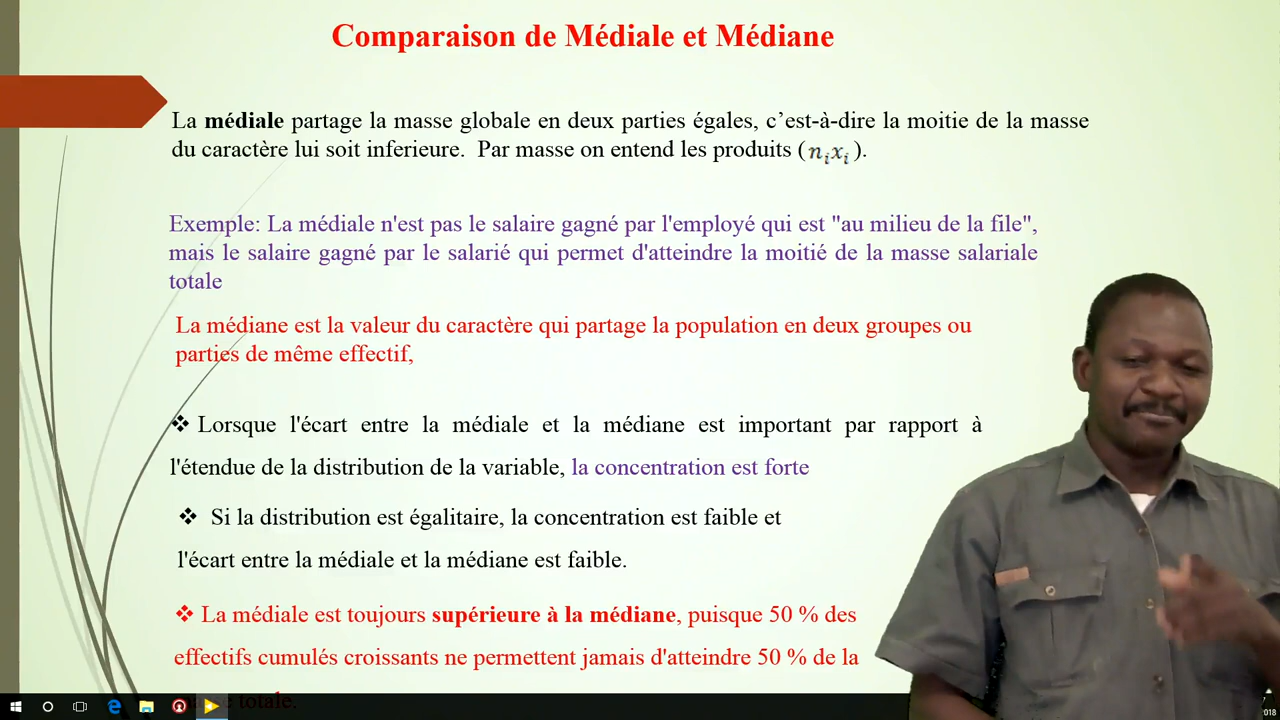 Comparaison de Médiale et Médiane
La médiale partage la masse globale en deux parties égales, c’est-à-dire la moitie de la masse
du caractère lui soit inferieure. Par masse on entend les produits (nᵢxᵢ).
Exemple: La médiale n'est pas le salaire gagné par l'employé qui est "au milieu de la file",
mais le salaire gagné par le salarié qui permet d'atteindre la moitié de la masse salariale
totale
La médiane est la valeur du caractère qui partage la population en deux groupes ou
parties de même effectif,
❖ Lorsque l'écart entre la médiale et la médiane est important par rapport à
l'étendue de la distribution de la variable, la concentration est forte
❖ Si la distribution est égalitaire, la concentration est faible et
l'écart entre la médiale et la médiane est faible.
❖ La médiale est toujours supérieure à la médiane, puisque 50 % des
effectifs cumulés croissants ne permettent jamais d'atteindre 50 % de la
totale.